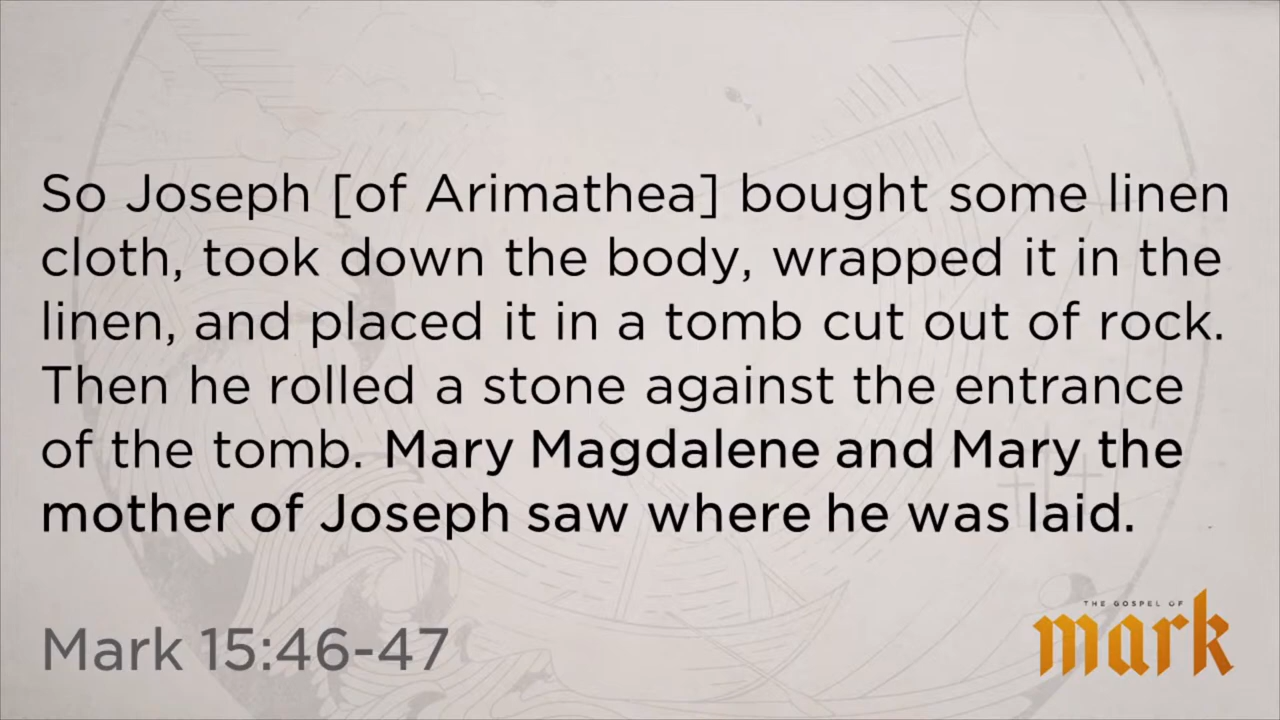 So Joseph [of Arimathea] bought some linen
cloth, took down the body, wrapped it in the
linen, and placed it in a tomb cut out of rock.
Then he rolled a stone against the entrance
of the tomb. Mary Magdalene and Mary the
mother of Joseph saw where he was laid.
Mark 15:46-47
THE GOSPEL OF
mark